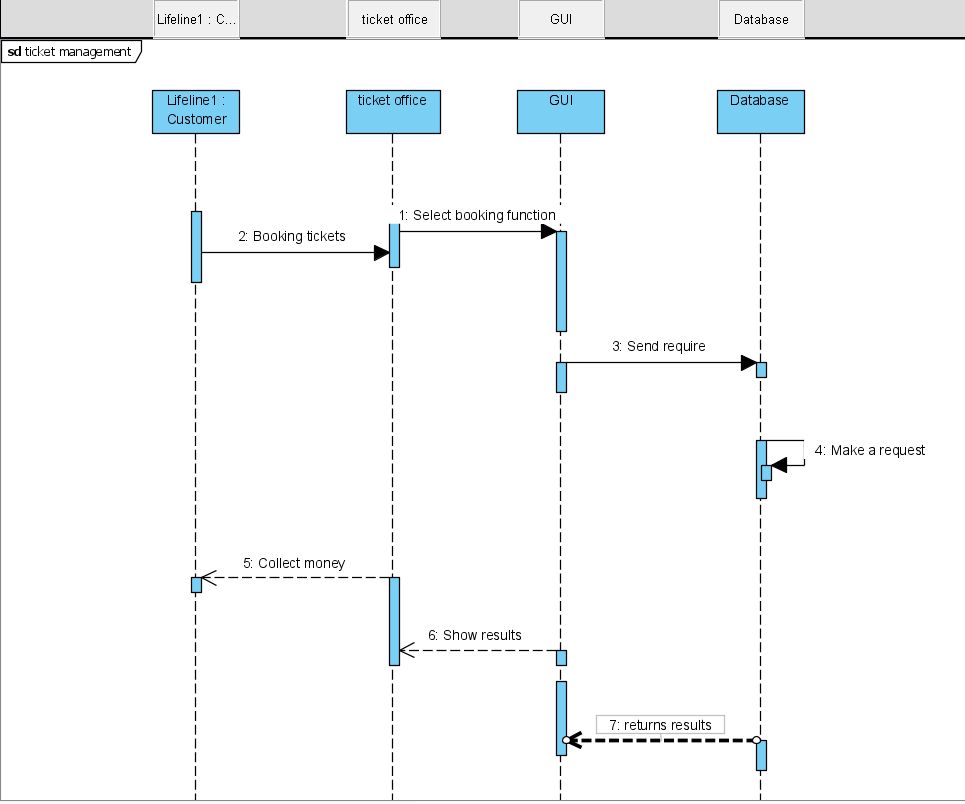 Lifeline1 : C...
ticket office
GUI
Database
sd ticket management
Lifeline1 :
Customer
ticket office
GUI
Database
1: Select booking function
2: Booking tickets
3: Send require
4: Make a request
5: Collect money
6: Show results
7: returns results